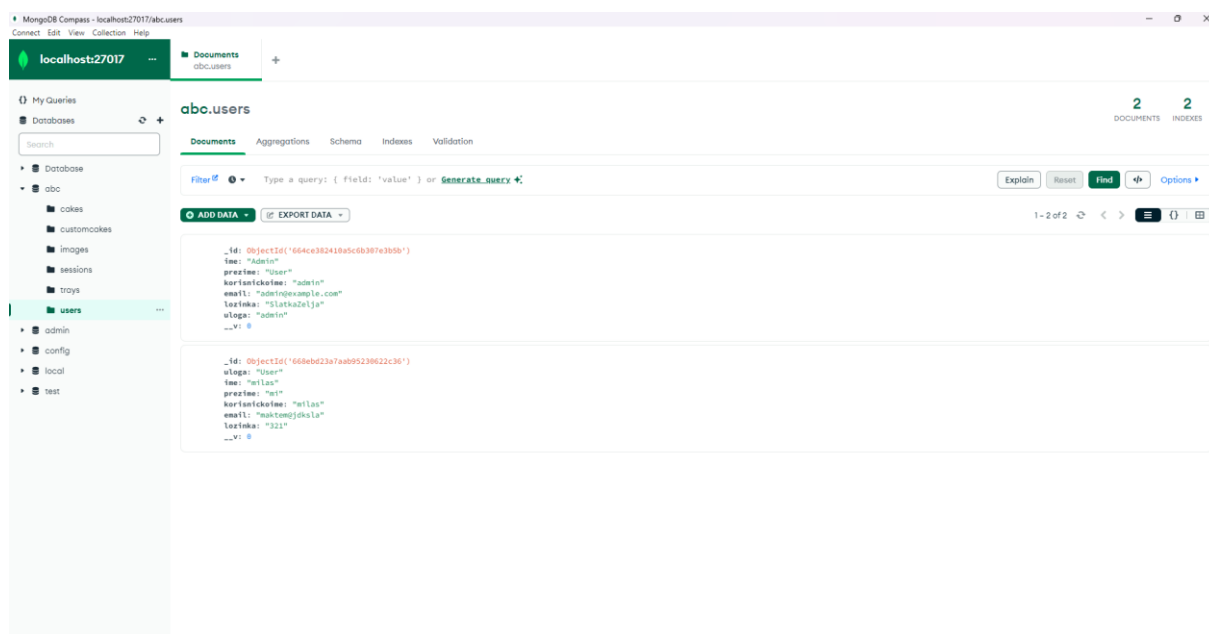 MongoDB Compass - localhost:27017/abc.users
Connect Edit View Collection Help
localhost:27017 ...
Documents
abc.users
+
{} My Queries
Databases
+
Search
Database
abc
cakes
customcakes
images
sessions
trays
users ...
admin
config
local
test
abc.users
2
DOCUMENTS
2
INDEXES
Documents Aggregations Schema Indexes Validation
Filter Type a query: { field: 'value' } or Generate query
Explain Reset Find </> Options
ADD DATA EXPORT DATA
1 - 2 of 2 < > {}
_id: ObjectId('664ce382410a5c6b307e3b5b')
ime: "Admin"
prezime: "User"
korisnickoime: "admin"
email: "admin@example.com"
lozinka: "SlatkaZelja"
uloga: "admin"
__v: 0
_id: ObjectId('668ebd23a7aab95230622c36')
uloga: "User"
ime: "milas"
prezime: "mi"
korisnickoime: "milas"
email: "maktem@jdksla"
lozinka: "321"
__v: 0